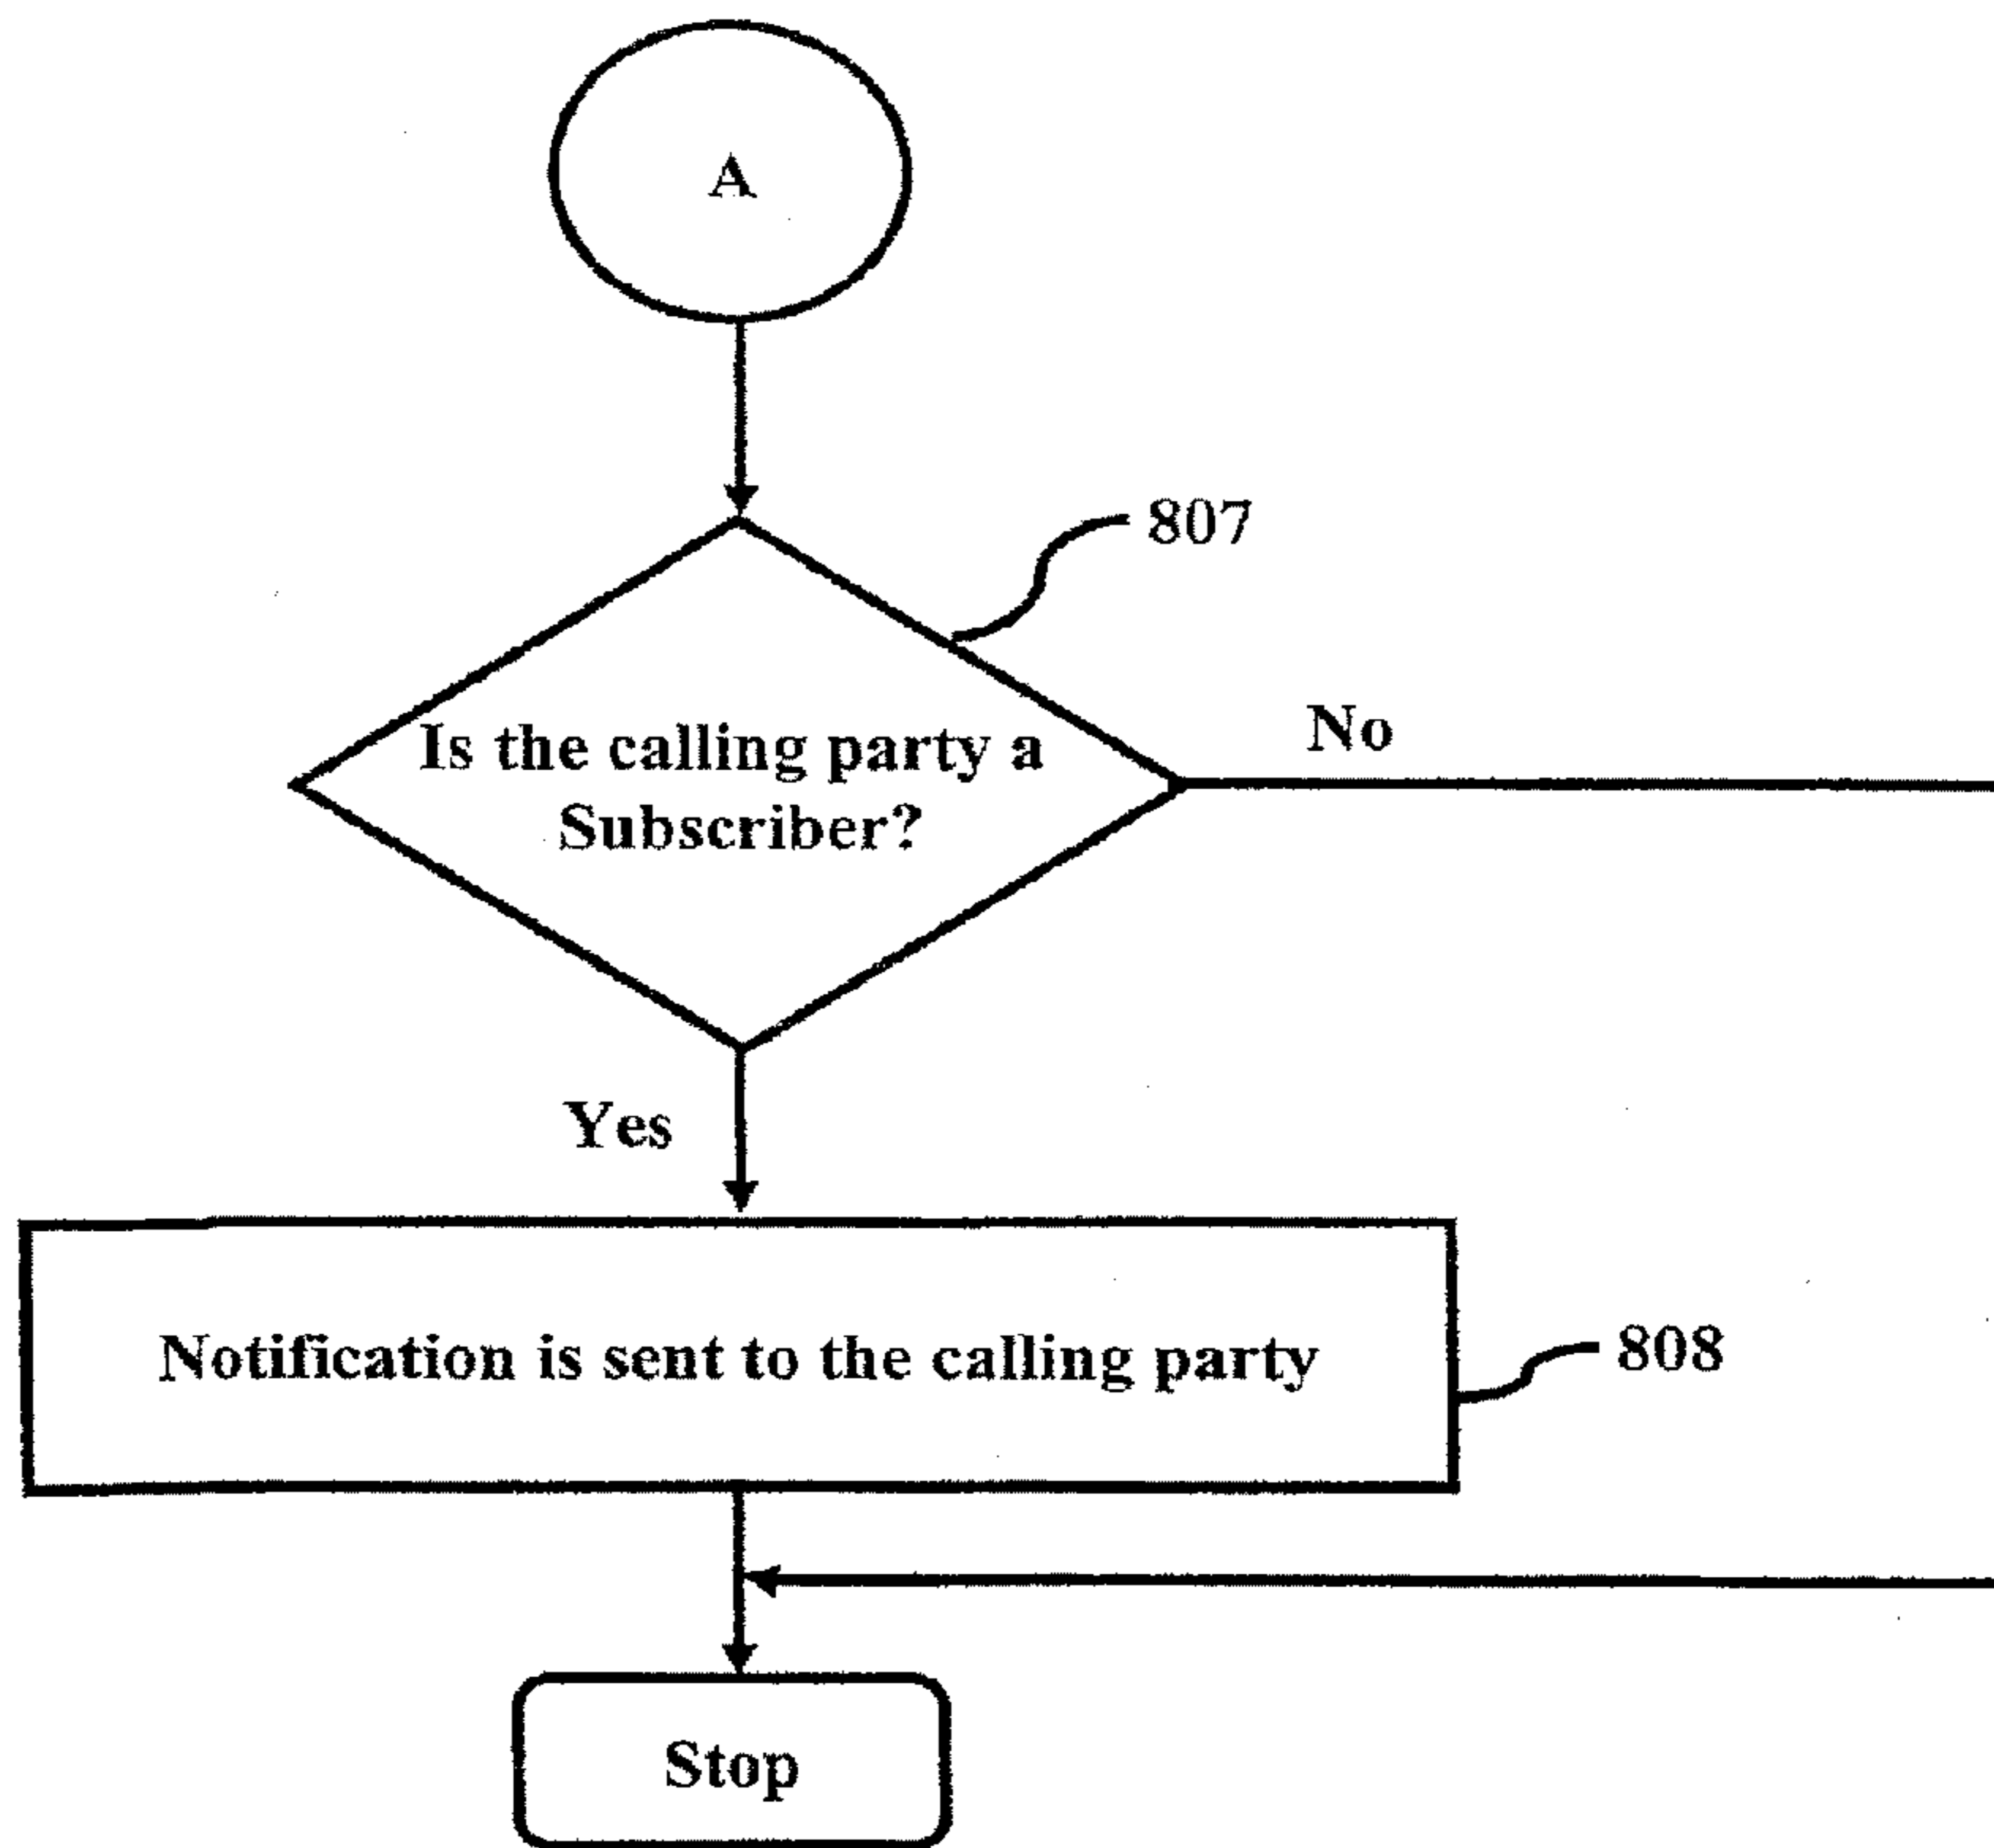 A
807
Is the calling party a
Subscriber?
No
Yes
Notification is sent to the calling party
808
Stop